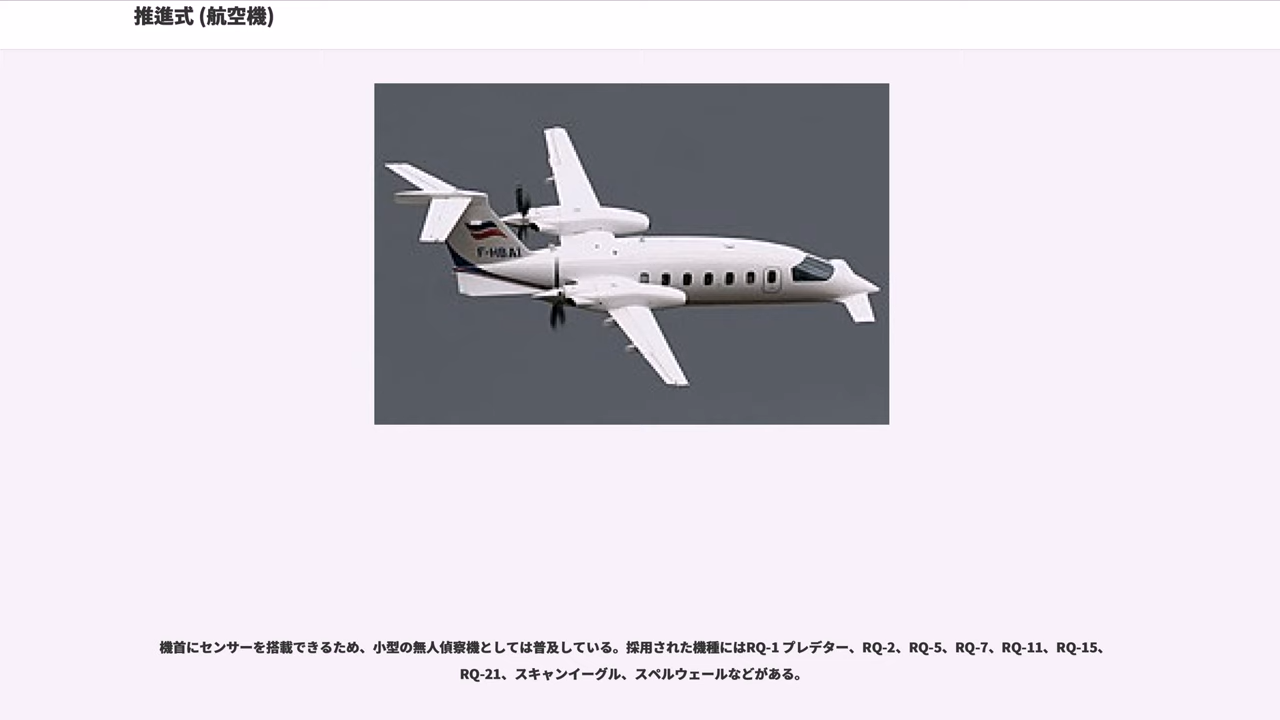 推進式 (航空機)
F-HBAI
機首にセンサーを搭載できるため、小型の無人偵察機としては普及している。採用された機種にはRQ-1 プレデター、RQ-2、RQ-5、RQ-7、RQ-11、RQ-15、
RQ-21、スキャンイーグル、スペルウェールなどがある。